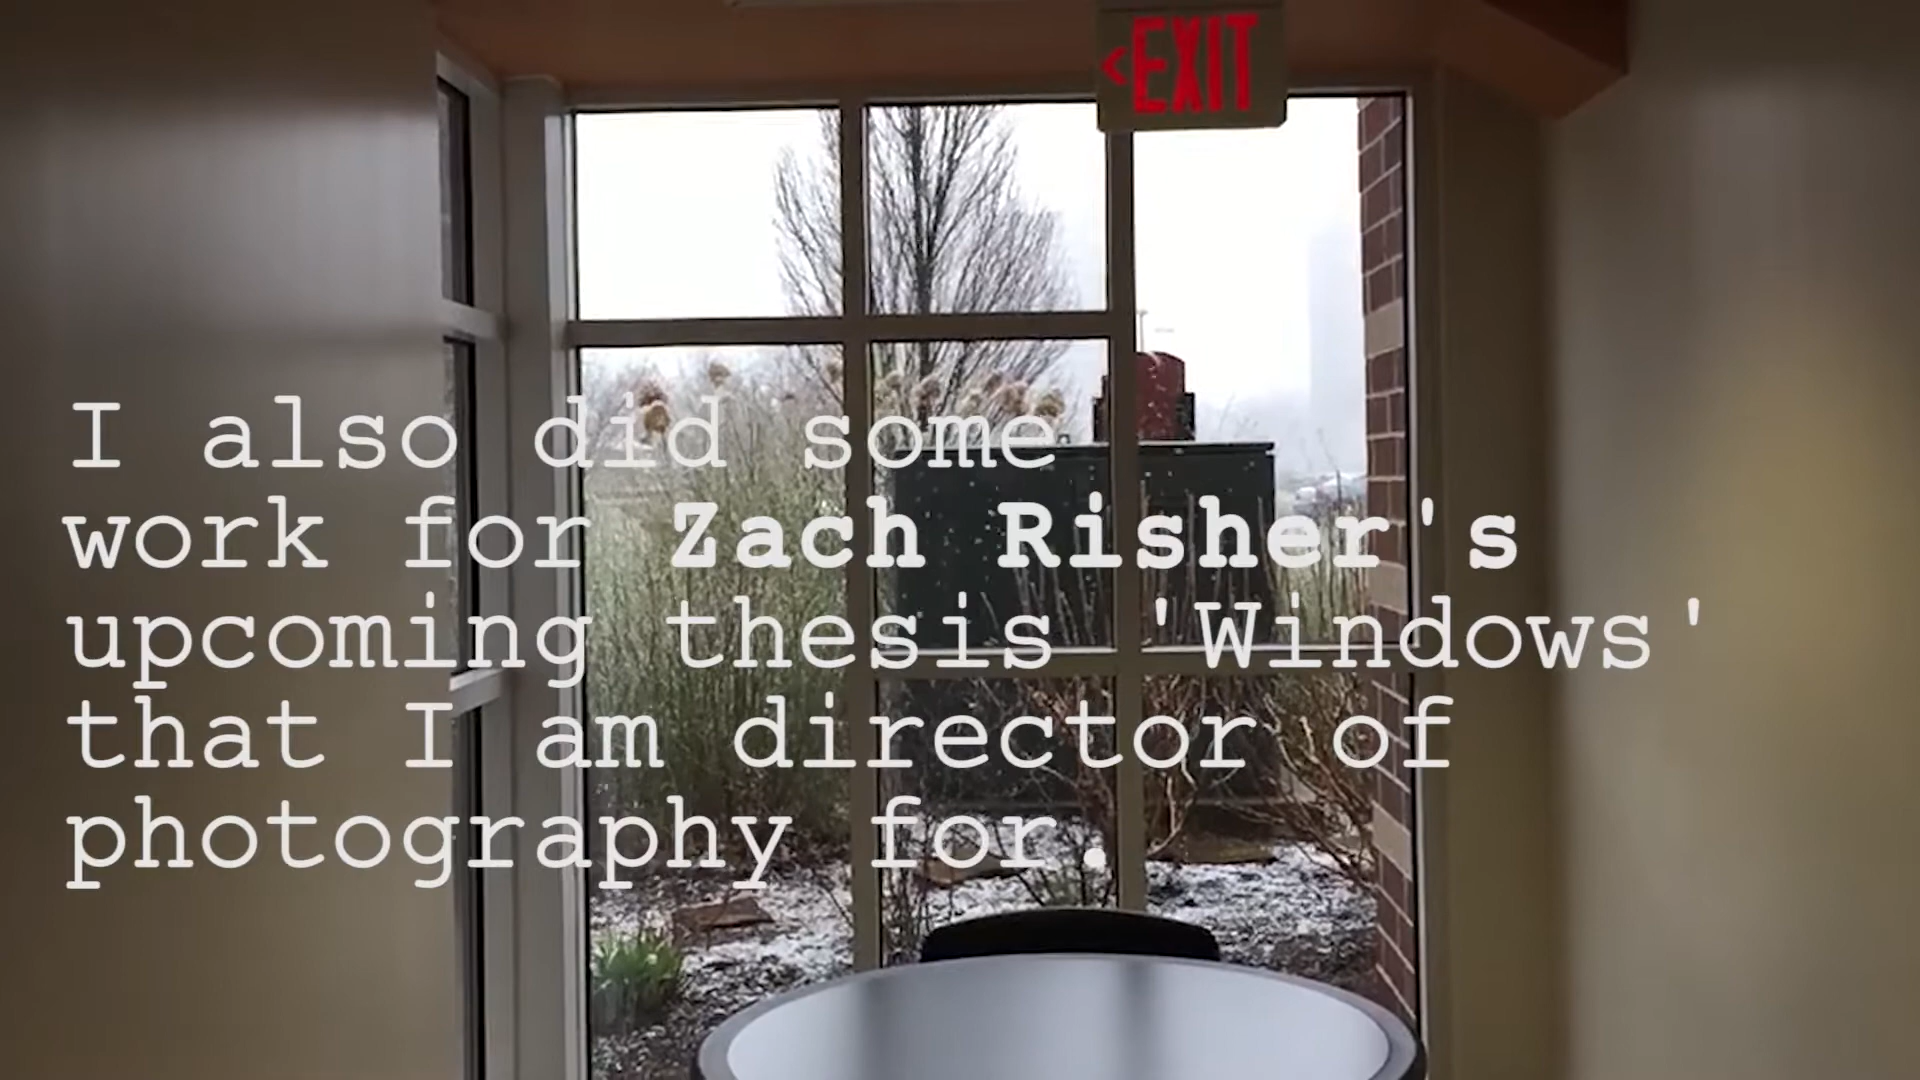 <EXIT
I also did some
work for Zach Risher's
upcoming thesis 'Windows'
that I am director of
photography for.